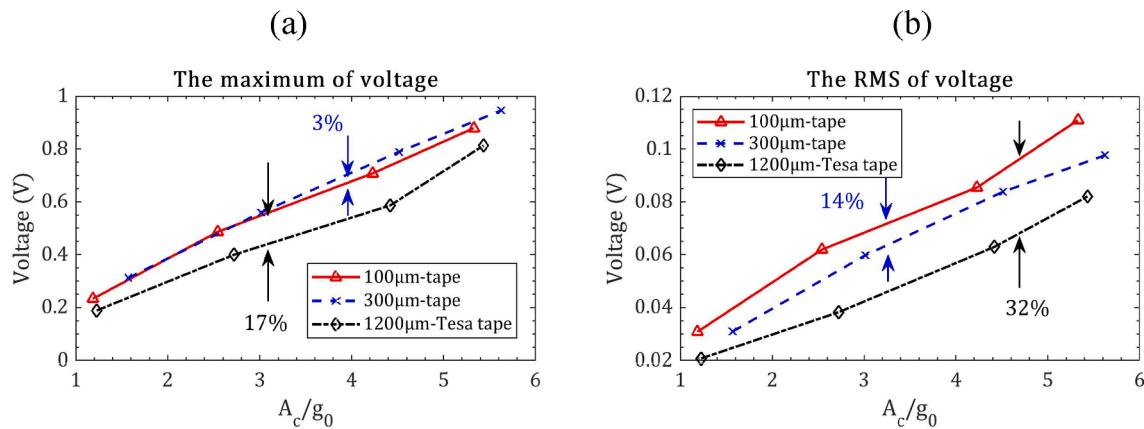 (a)
The maximum of voltage
Voltage (V)
1
0.8
0.6
0.4
0.2
0
3%
17%
100μm-tape
300μm-tape
1200μm-Tesa tape
1 2 3 4 5 6
A_c/g_0
(b)
The RMS of voltage
Voltage (V)
0.12
0.1
0.08
0.06
0.04
0.02
100μm-tape
300μm-tape
1200μm-Tesa tape
14%
32%
1 2 3 4 5 6
A_c/g_0